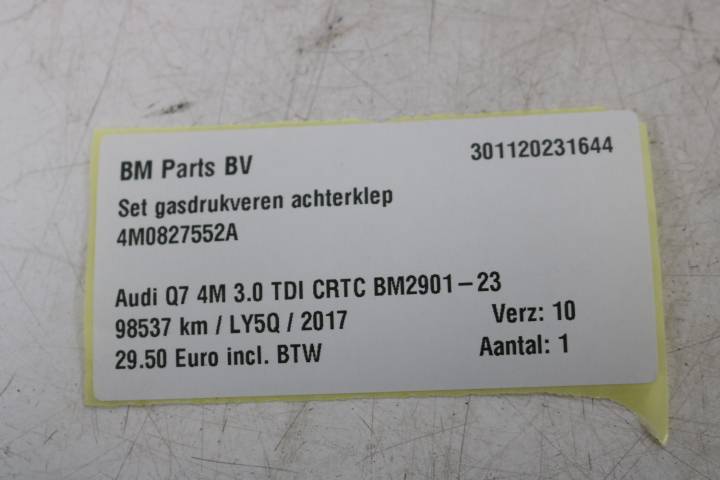 BM Parts BV 301120231644
Set gasdrukveren achterklep
4M0827552A
Audi Q7 4M 3.0 TDI CRTC BM2901-23
98537 km / LY5Q / 2017 Verz: 10
29.50 Euro incl. BTW Aantal: 1